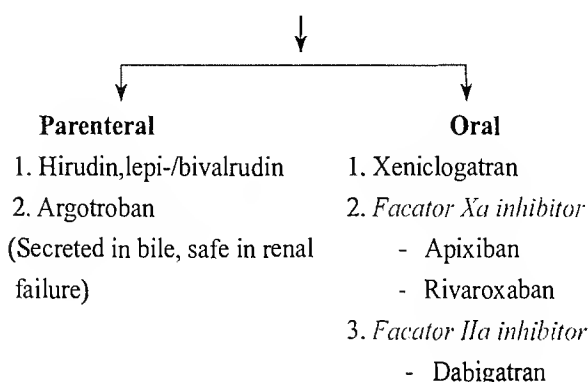 Parenteral
1. Hirudin,lepi-/bivalrudin
2. Argotroban
(Secreted in bile, safe in renal
failure)
Oral
1. Xeniclogatran
2. Facator Xa inhibitor
- Apixiban
- Rivaroxaban
3. Facator IIa inhibitor
- Dabigatran